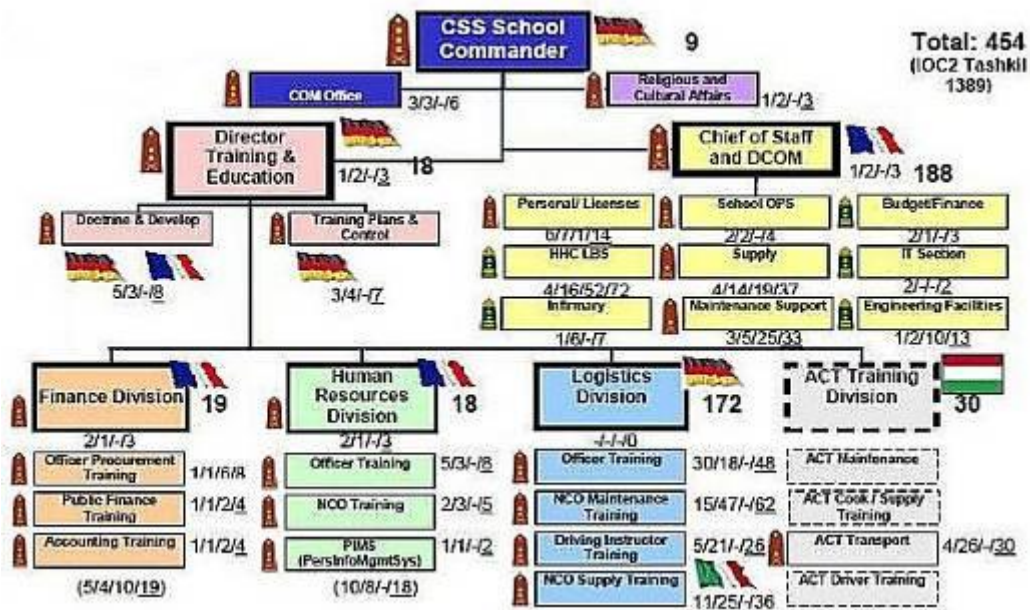 CSS School
Commander
9
Total: 454
(IOC2 Tashkil
1389)
COM Office
3/3/-/6
Religious and
Cultural Affairs
1/2/-/3
Director
Training &
Education
18
1/2/-/3
Chief of Staff
and DCOM
1/2/-/3
188
Doctrine & Develop
5/3/-/8
Training Plans &
Control
3/4/-/7
Personal/ Licenses
6/7/1/14
School OPS
2/2/-/4
Budget/Finance
2/1/-/3
HHC LBS
4/16/52/72
Supply
4/14/19/37
IT Section
2/-/-/2
Infirmary
1/6/-/7
Maintenance Support
3/5/25/33
Engineering Facilities
1/2/10/13
Finance Division
19
2/1/-/3
Human
Resources
Division
18
2/1/-/3
Logistics
Division
172
-/-/-/0
ACT Training
Division
30
Officer Procurement
Training
1/1/6/8
Public Finance
Training
1/1/2/4
Accounting Training
1/1/2/4
(5/4/10/19)
Officer Training
5/3/-/8
NCO Training
2/3/-/5
PIMS
(PersInfoMgmtSys)
1/1/-/2
(10/8/-/18)
Officer Training
30/18/-/48
NCO Maintenance
Training
15/47/-/62
Driving Instructor
Training
5/21/-/26
NCO Supply Training
11/25/-/36
ACT Maintenance
ACT Cook / Supply
Training
ACT Transport
4/26/-/30
ACT Driver Training